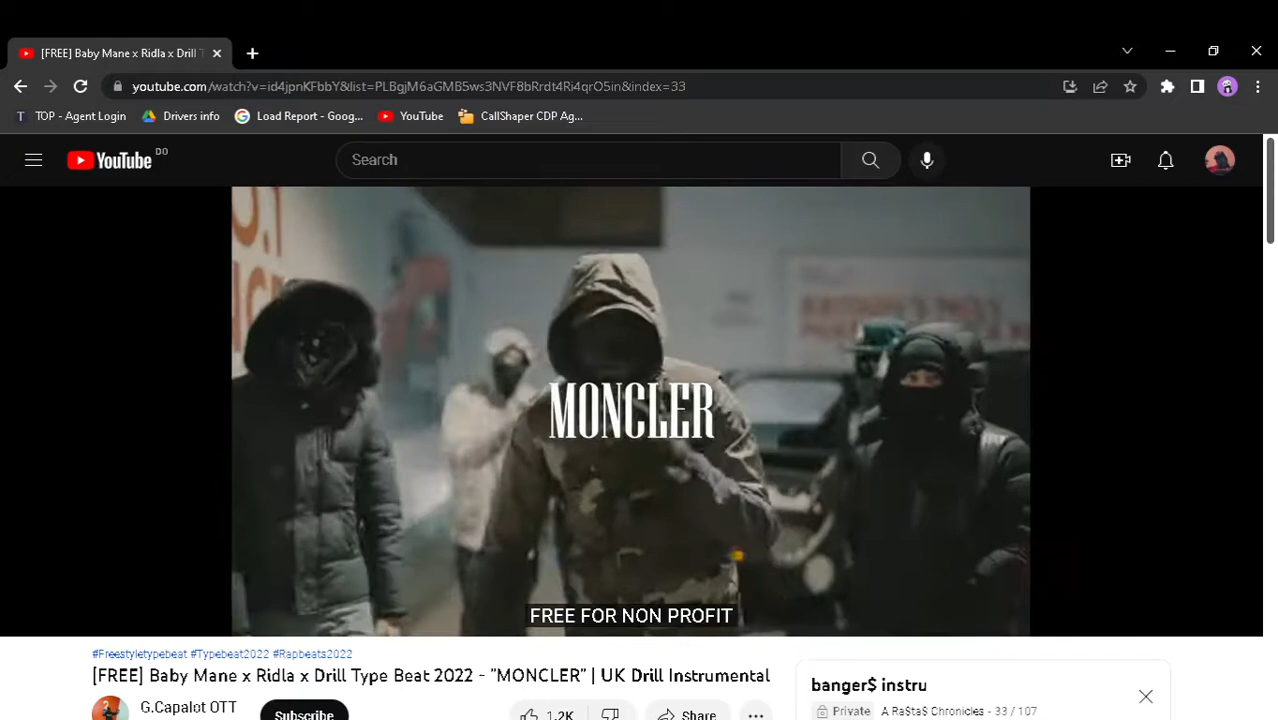 [FREE] Baby Mane x Ridla x Drill T
youtube.com/watch?v=id4jpnKFbbY&list=PLBgjM6aGMB5ws3NVF8bRrdt4Ri4qrO5in&index=33
TOP - Agent Login Drivers info Load Report - Goog... YouTube CallShaper CDP Ag...
YouTube DO Search
MONCLER
FREE FOR NON PROFIT
#Freestyletypebeat #Typebeat2022 #Rapbeats2022
[FREE] Baby Mane x Ridla x Drill Type Beat 2022 - "MONCLER" | UK Drill Instrumental
G.Capalot OTT
Subscribe 1.2K Share
banger$ instru
Private A Ra$ta$ Chronicles - 33 / 107